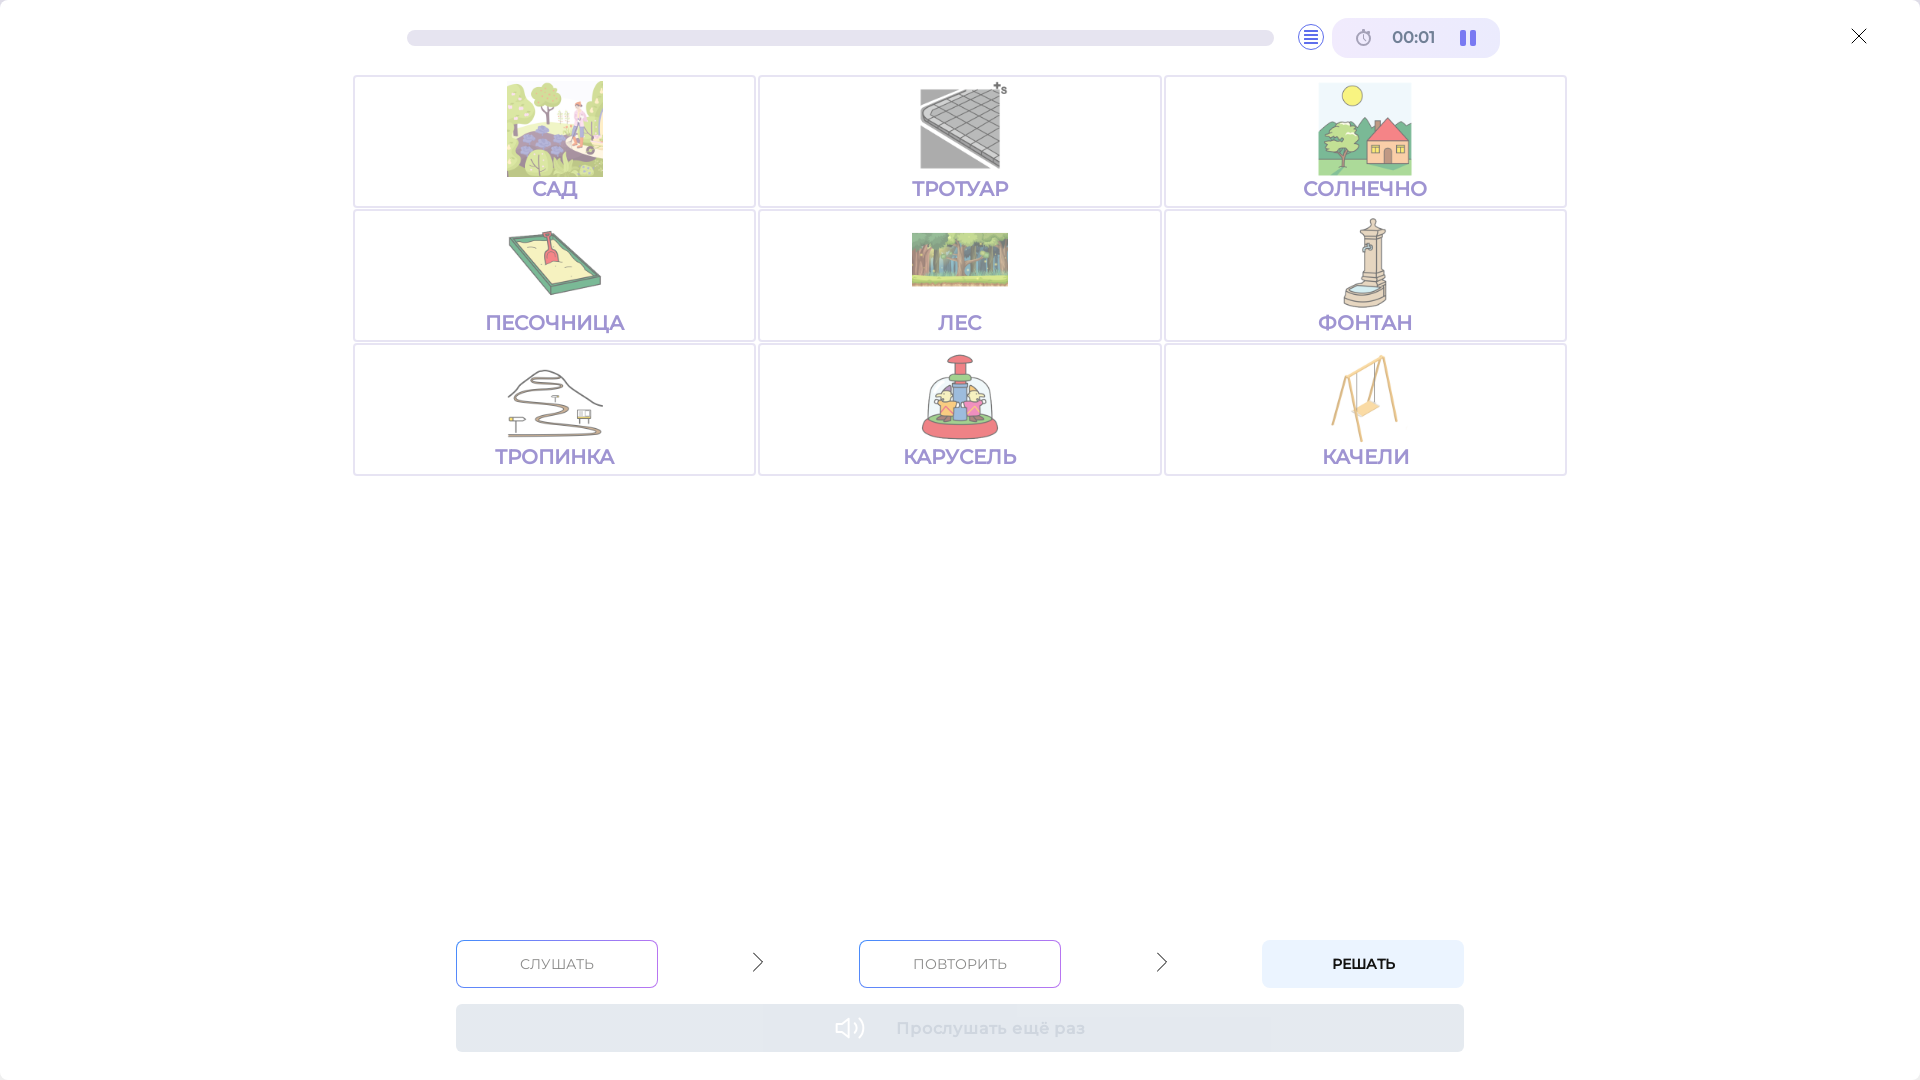 00:01
+s
САД
ТРОТУАР
СОЛНЕЧНО
ПЕСОЧНИЦА
ЛЕС
ФОНТАН
ТРОПИНКА
КАРУСЕЛЬ
КАЧЕЛИ
СЛУШАТЬ
ПОВТОРИТЬ
РЕШАТЬ
Прослушать ещё раз